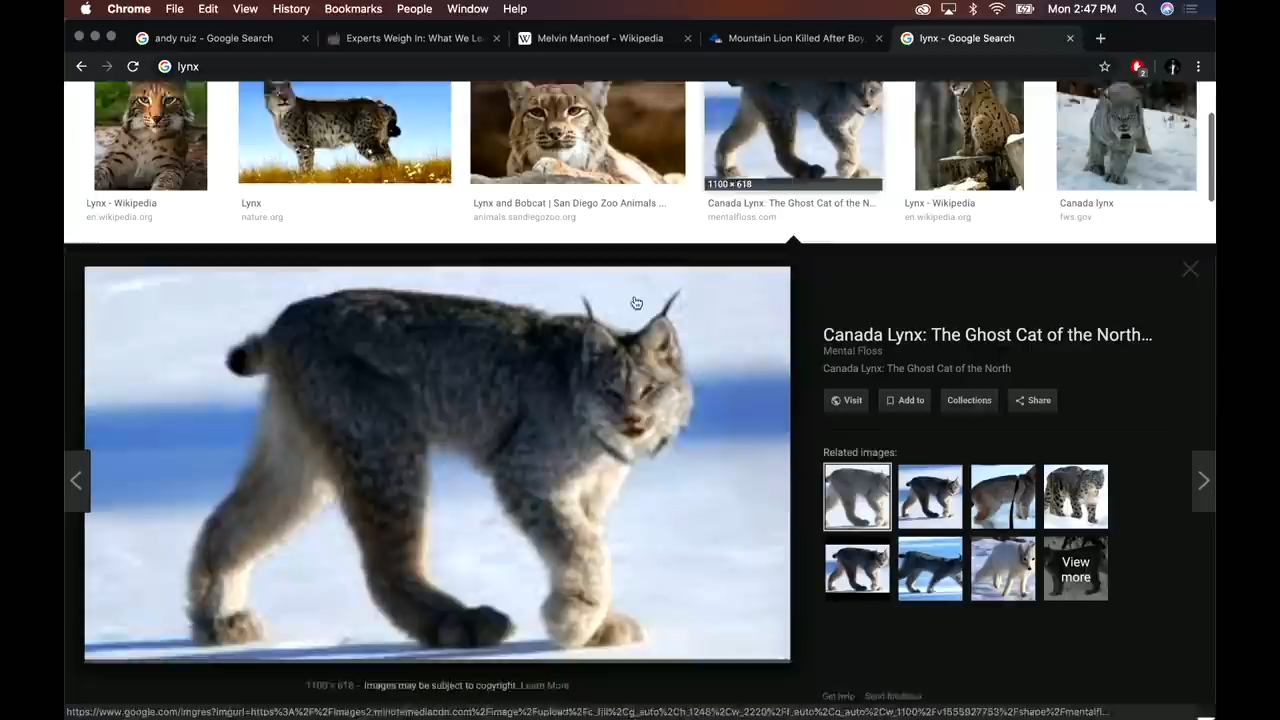 Chrome File Edit View History Bookmarks People Window Help Mon 2:47 PM
andy ruiz - Google Search Experts Weigh In: What We Le Melvin Manhoef - Wikipedia Mountain Lion Killed After Boy lynx - Google Search
lynx
2
1100 × 618
Lynx - Wikipedia Lynx Lynx and Bobcat | San Diego Zoo Animals ... Canada Lynx: The Ghost Cat of the N... Lynx - Wikipedia Canada lynx
en.wikipedia.org nature.org animals.sandiegozoo.org mentalfloss.com en.wikipedia.org fws.gov
Canada Lynx: The Ghost Cat of the North...
Mental Floss
Canada Lynx: The Ghost Cat of the North
Visit Add to Collections Share
Related images:
View
more
1100 × 618 - Images may be subject to copyright. Learn More
Get help Send feedback